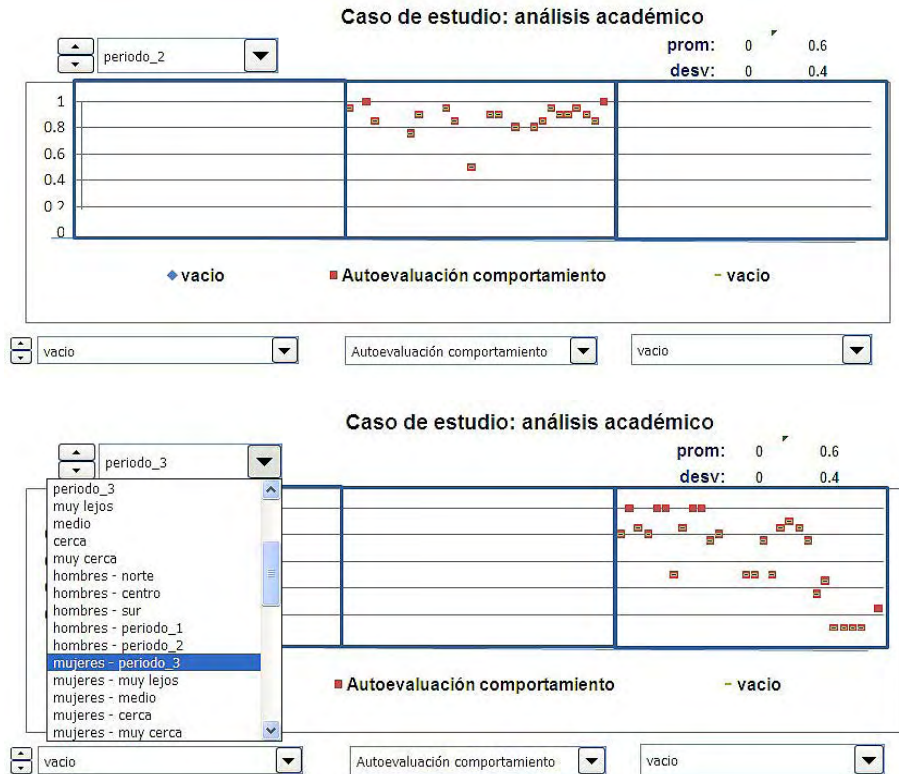 Caso de estudio: análisis académico
periodo_2
prom: 0 0.6
desv: 0 0.4
1
0.8
0.6
0.4
0.2
0
vacio Autoevaluación comportamiento vacio
vacio Autoevaluación comportamiento vacio
Caso de estudio: análisis académico
periodo_3
prom: 0 0.6
desv: 0 0.4
periodo_3
muy lejos
medio
cerca
muy cerca
hombres - norte
hombres - centro
hombres - sur
hombres - periodo_1
hombres - periodo_2
mujeres - periodo_3
mujeres - muy lejos
mujeres - medio
mujeres - cerca
mujeres - muy cerca
Autoevaluación comportamiento vacio
vacio Autoevaluación comportamiento vacio